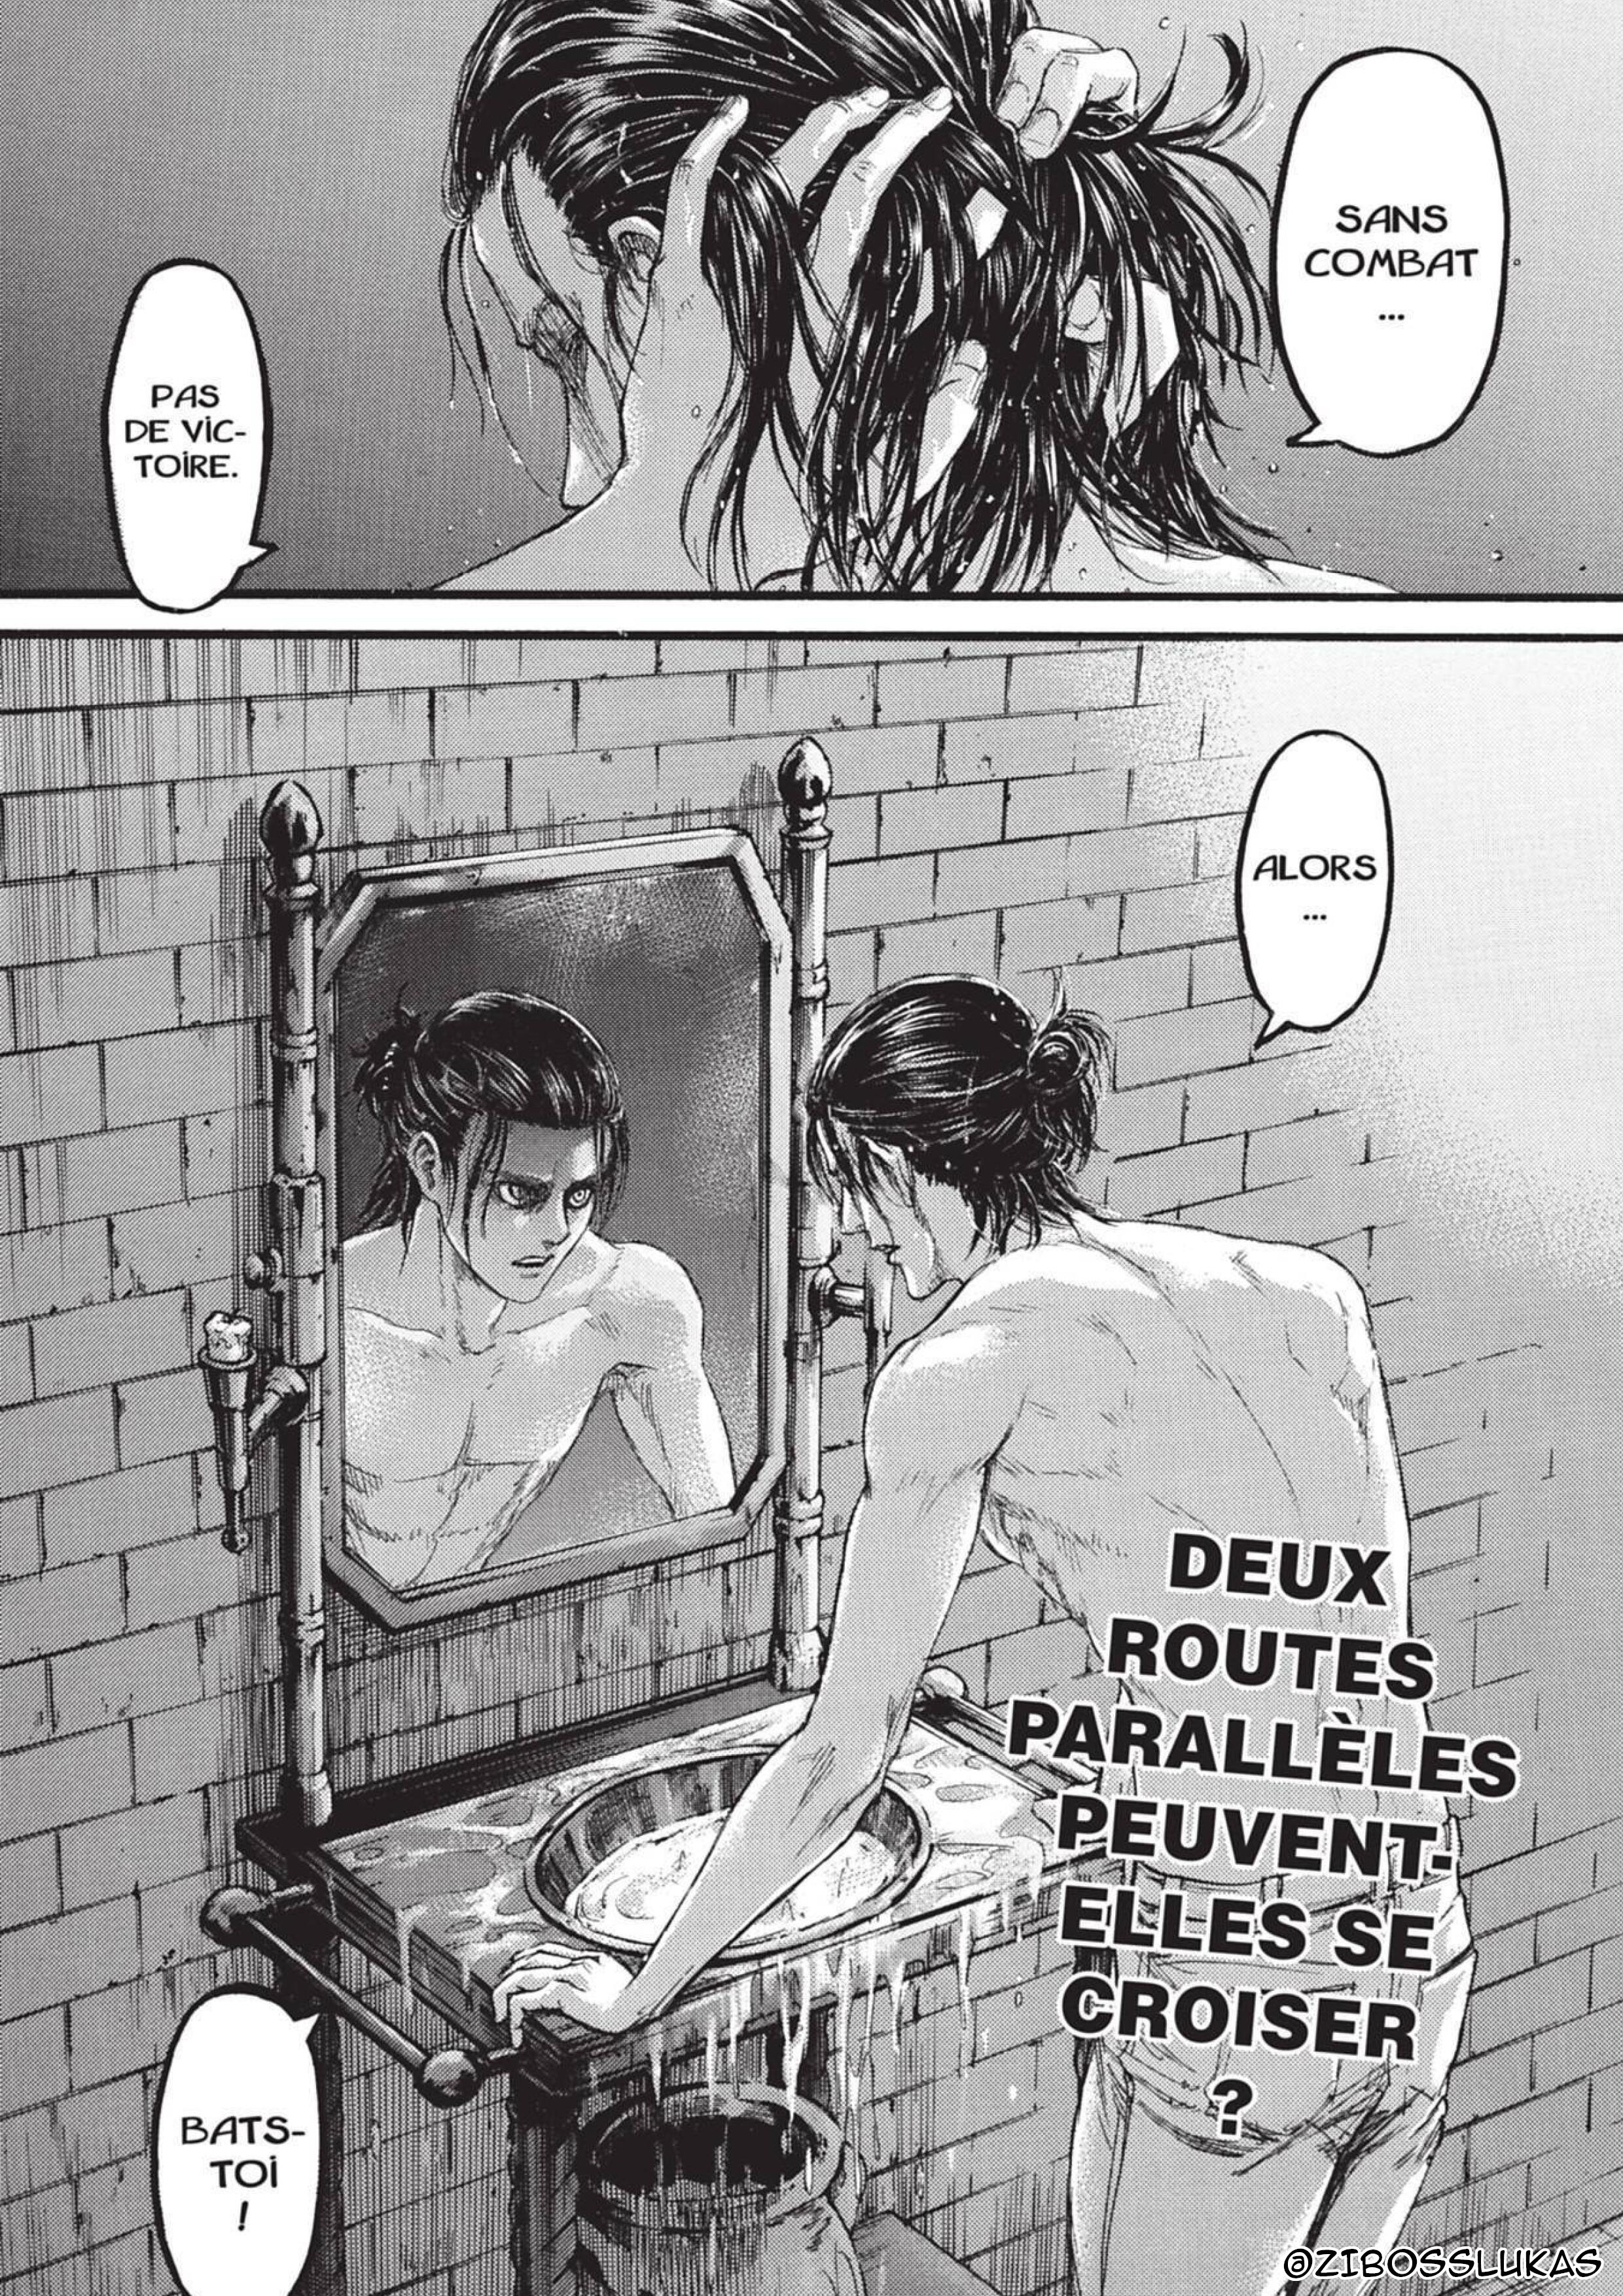 SANS
COMBAT
...
PAS
DE VIC-
TOIRE.
ALORS
...
DEUX
ROUTES
PARALLÈLES
PEUVENT-
ELLES SE
CROISER
?
BATS-
TOI
!
@ZIBOSSLUKAS